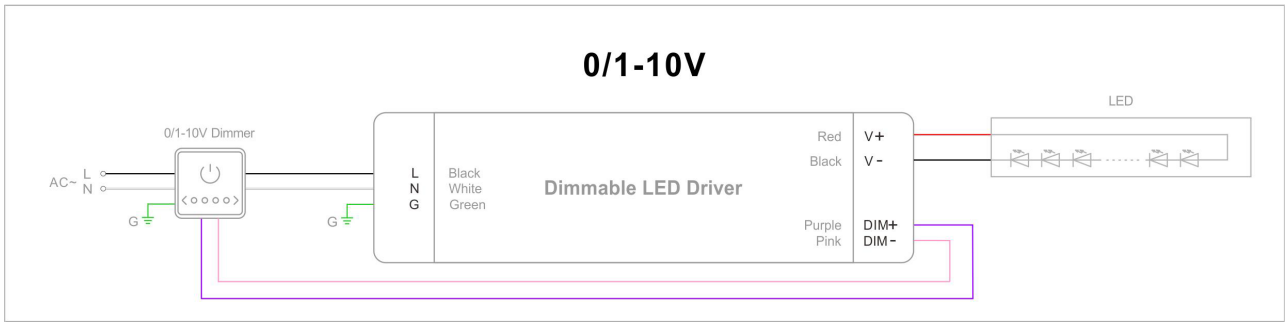 0/1-10V
LED
0/1-10V Dimmer
AC~ L
N
G
G
L Black
N White
G Green
Dimmable LED Driver
Red V+
Black V-
Purple DIM+
Pink DIM-